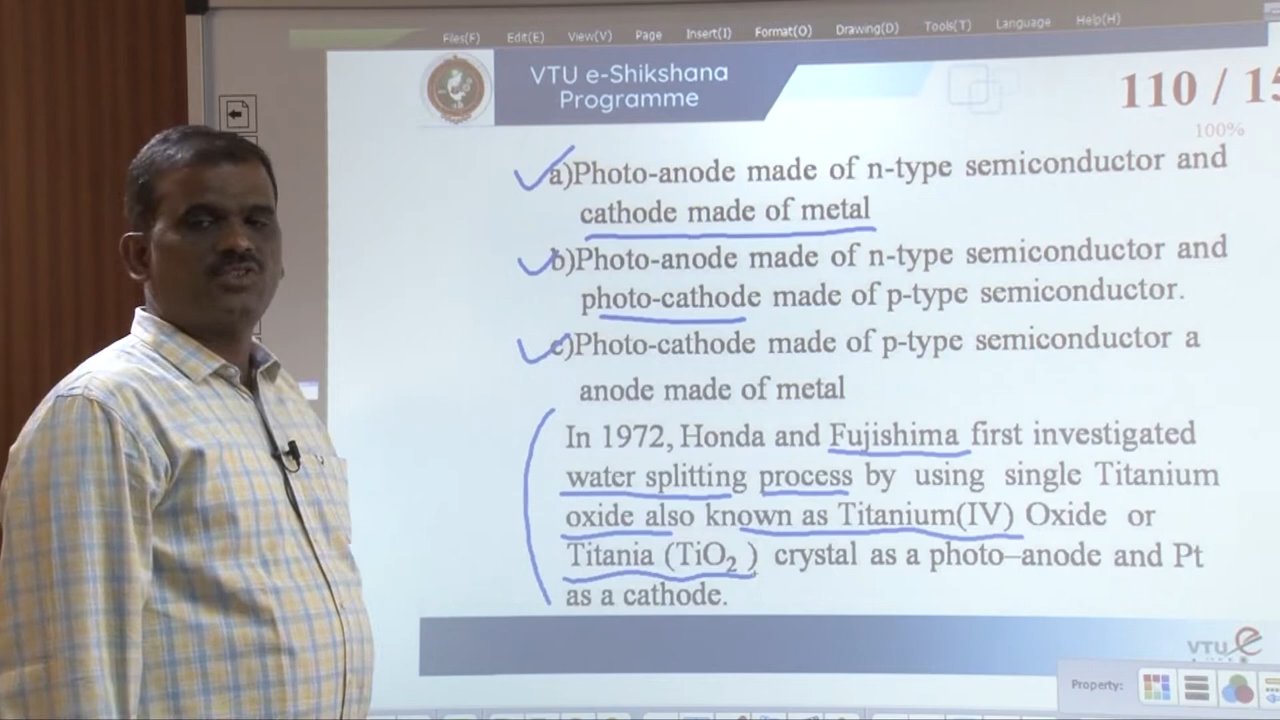 Files(F) Edit(E) View(V) Page Insert(I) Format(O) Drawing(D) Tools(T) Language Help(H)
VTU e-Shikshana
Programme
110 / 15
100%
a)Photo-anode made of n-type semiconductor and
cathode made of metal
b)Photo-anode made of n-type semiconductor and
photo-cathode made of p-type semiconductor.
c)Photo-cathode made of p-type semiconductor a
anode made of metal
In 1972, Honda and Fujishima first investigated
water splitting process by using single Titanium
oxide also known as Titanium(IV) Oxide or
Titania (TiO₂ ) crystal as a photo–anode and Pt
as a cathode.
VTU e
Property: